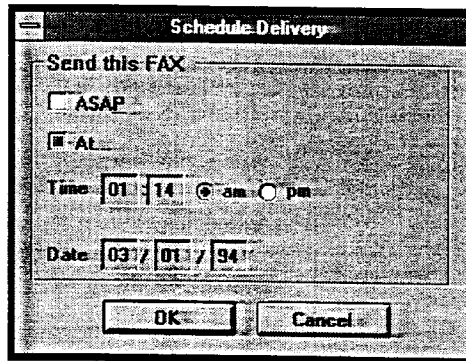 Schedule Delivery
Send this FAX
ASAP
At
Time 01 : 14 am pm
Date 03 / 01 / 94
OK Cancel